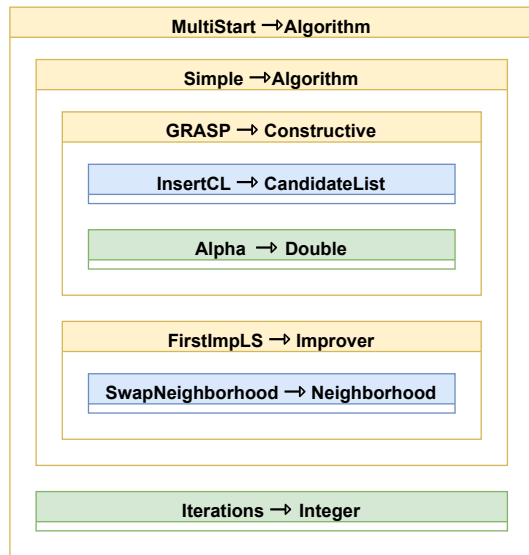 MultiStart → Algorithm
Simple → Algorithm
GRASP → Constructive
InsertCL → CandidateList
Alpha → Double
FirstImpLS → Improver
SwapNeighborhood → Neighborhood
Iterations → Integer